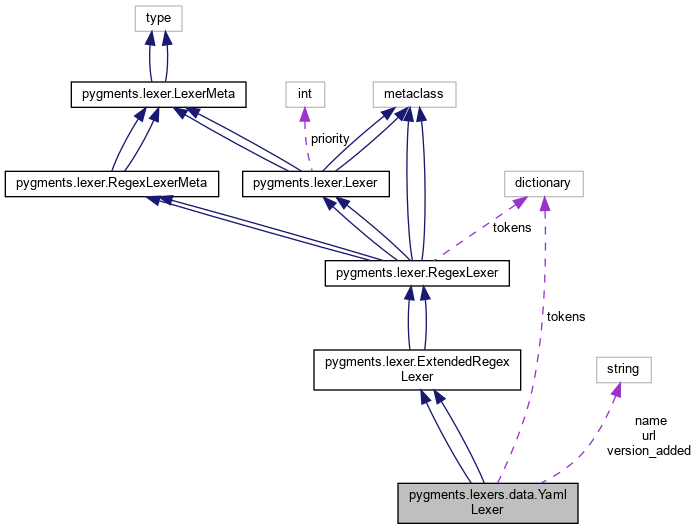 type
pygments.lexer.LexerMeta
int
metaclass
priority
pygments.lexer.RegexLexerMeta
pygments.lexer.Lexer
dictionary
tokens
pygments.lexer.RegexLexer
tokens
pygments.lexer.ExtendedRegex
Lexer
string
name
url
version_added
pygments.lexers.data.Yaml
Lexer